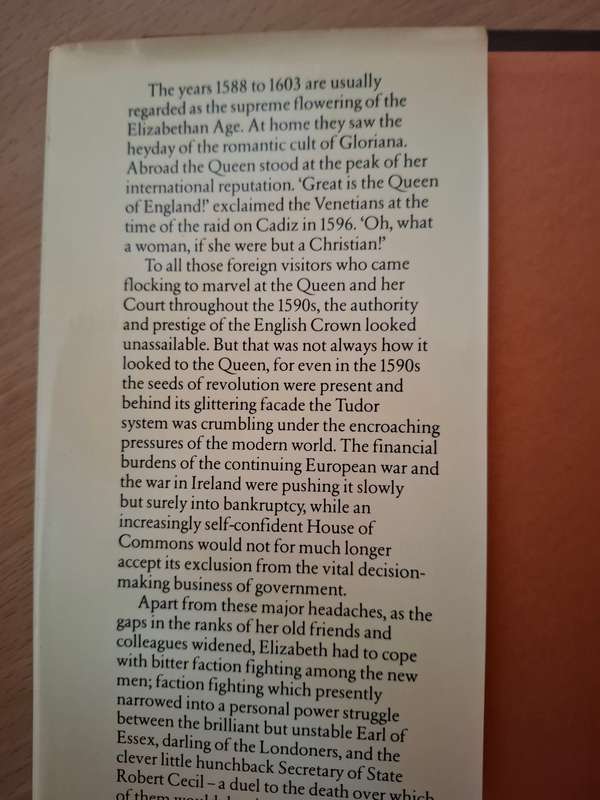 The years 1588 to 1603 are usually
regarded as the supreme flowering of the
Elizabethan Age. At home they saw the
heyday of the romantic cult of Gloriana.
Abroad the Queen stood at the peak of her
international reputation. ‘Great is the Queen
of England!’ exclaimed the Venetians at the
time of the raid on Cadiz in 1596. ‘Oh, what
a woman, if she were but a Christian!’
To all those foreign visitors who came
flocking to marvel at the Queen and her
Court throughout the 1590s, the authority
and prestige of the English Crown looked
unassailable. But that was not always how it
looked to the Queen, for even in the 1590s
the seeds of revolution were present and
behind its glittering facade the Tudor
system was crumbling under the encroaching
pressures of the modern world. The financial
burdens of the continuing European war and
the war in Ireland were pushing it slowly
but surely into bankruptcy, while an
increasingly self-confident House of
Commons would not for much longer
accept its exclusion from the vital decision-
making business of government.
Apart from these major headaches, as the
gaps in the ranks of her old friends and
colleagues widened, Elizabeth had to cope
with bitter faction fighting among the new
men; faction fighting which presently
narrowed into a personal power struggle
between the brilliant but unstable Earl of
Essex, darling of the Londoners, and the
clever little hunchback Secretary of State
Robert Cecil – a duel to the death over which
of them would